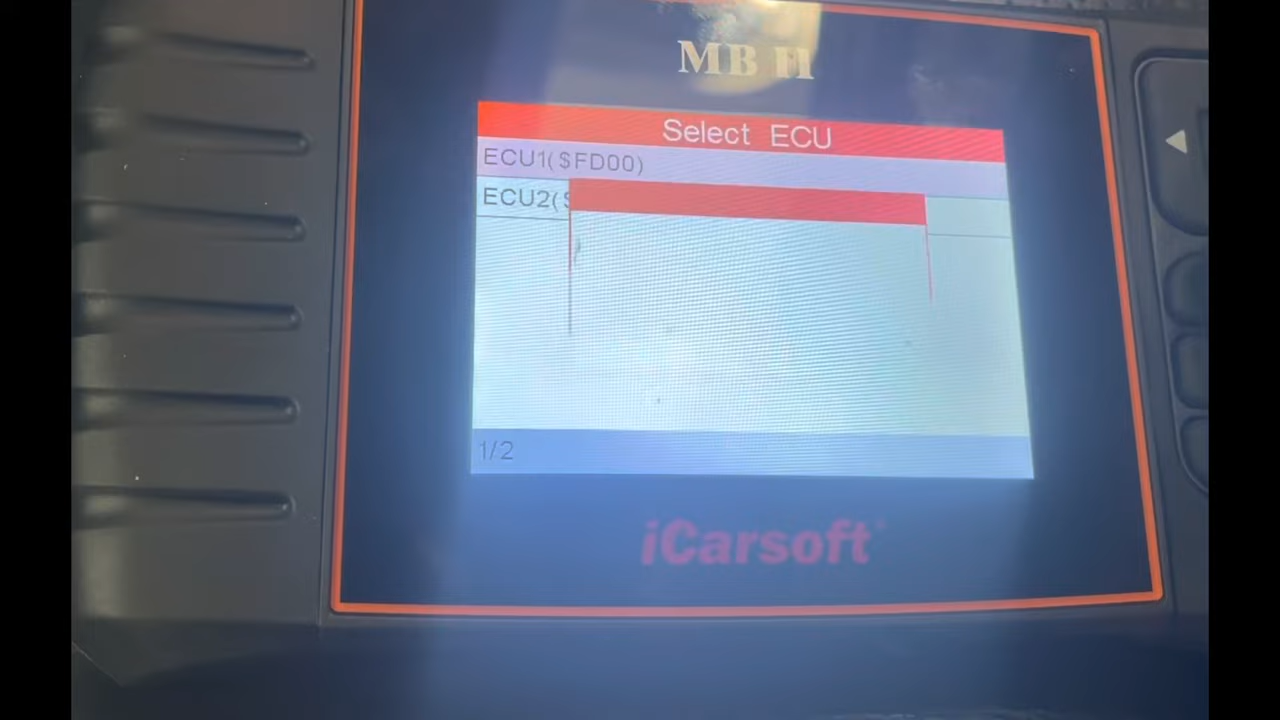 MB II
Select ECU
ECU1($FD00)
ECU2($
1/2
iCarsoft